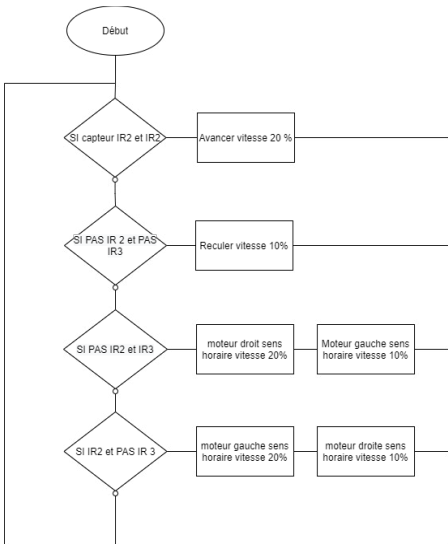 Début
SI capteur IR2 et IR2
Avancer vitesse 20 %
SI PAS IR 2 et PAS
IR3
Reculer vitesse 10%
SI PAS IR2 et IR3
moteur droit sens
horaire vitesse 20%
Moteur gauche sens
horaire vitesse 10%
SI IR2 et PAS IR 3
moteur gauche sens
horaire vitesse 20%
moteur droite sens
horaire vitesse 10%